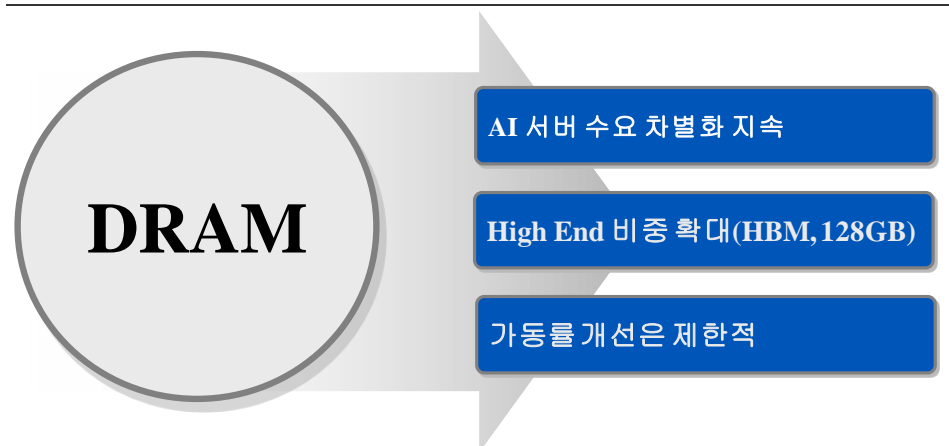 DRAM
AI 서버 수요 차별화 지속
High End 비중 확대(HBM, 128GB)
가동률 개선은 제한적